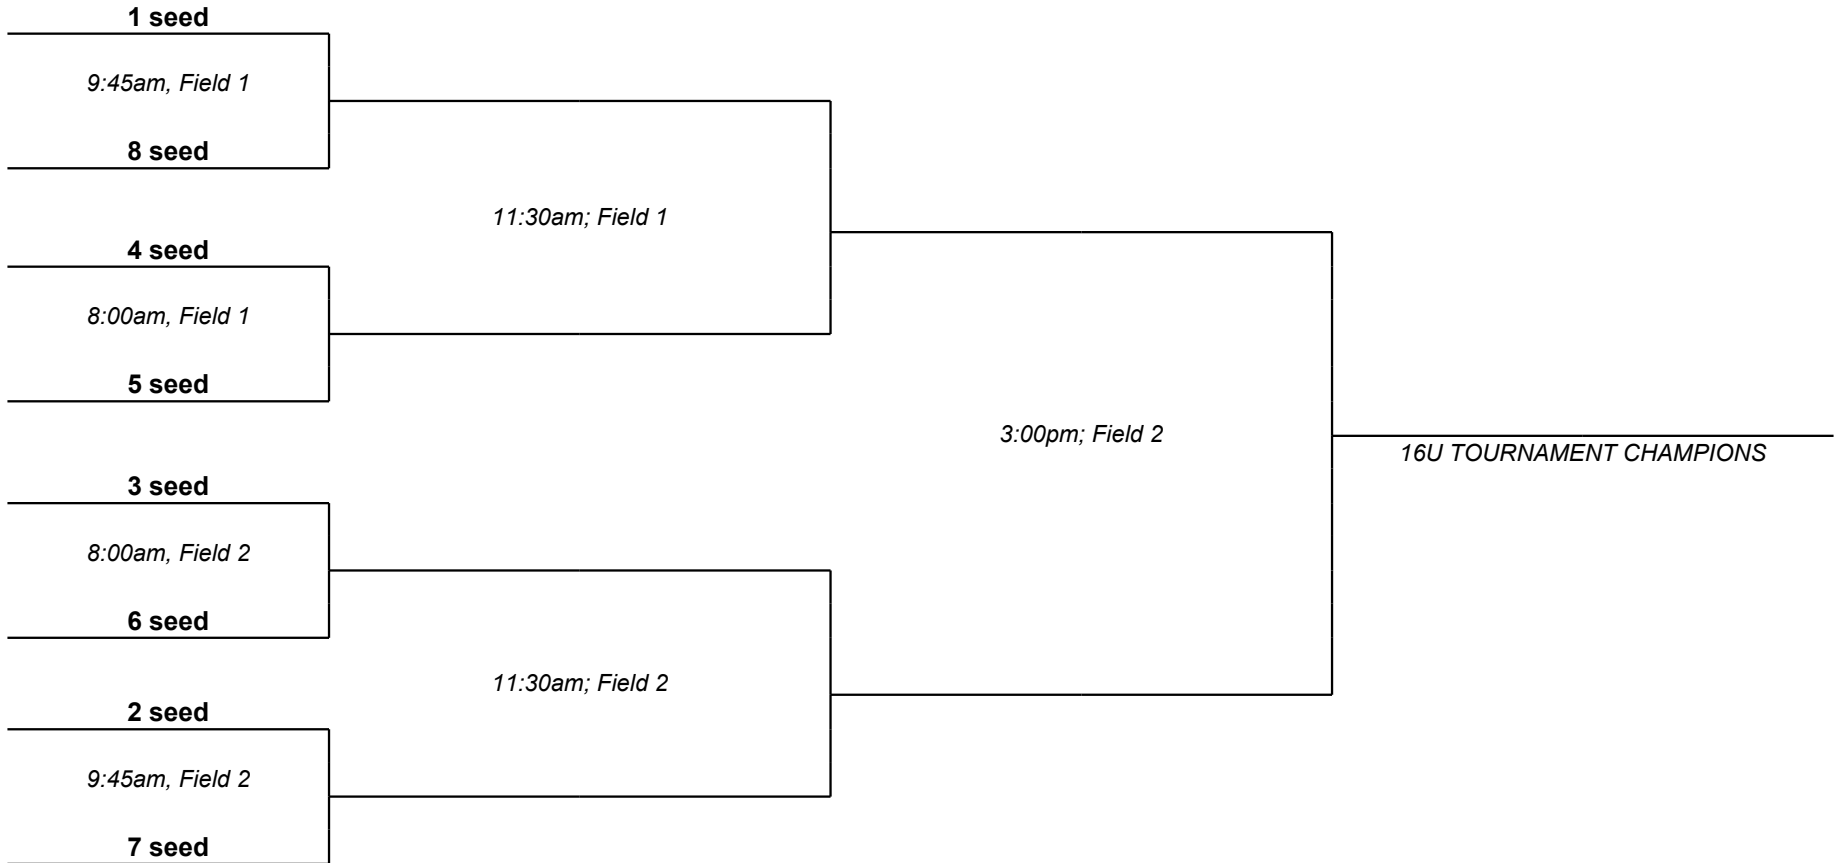 1 seed
9:45am, Field 1
8 seed
11:30am; Field 1
4 seed
8:00am, Field 1
5 seed
3:00pm; Field 2
16U TOURNAMENT CHAMPIONS
3 seed
8:00am, Field 2
6 seed
11:30am; Field 2
2 seed
9:45am, Field 2
7 seed